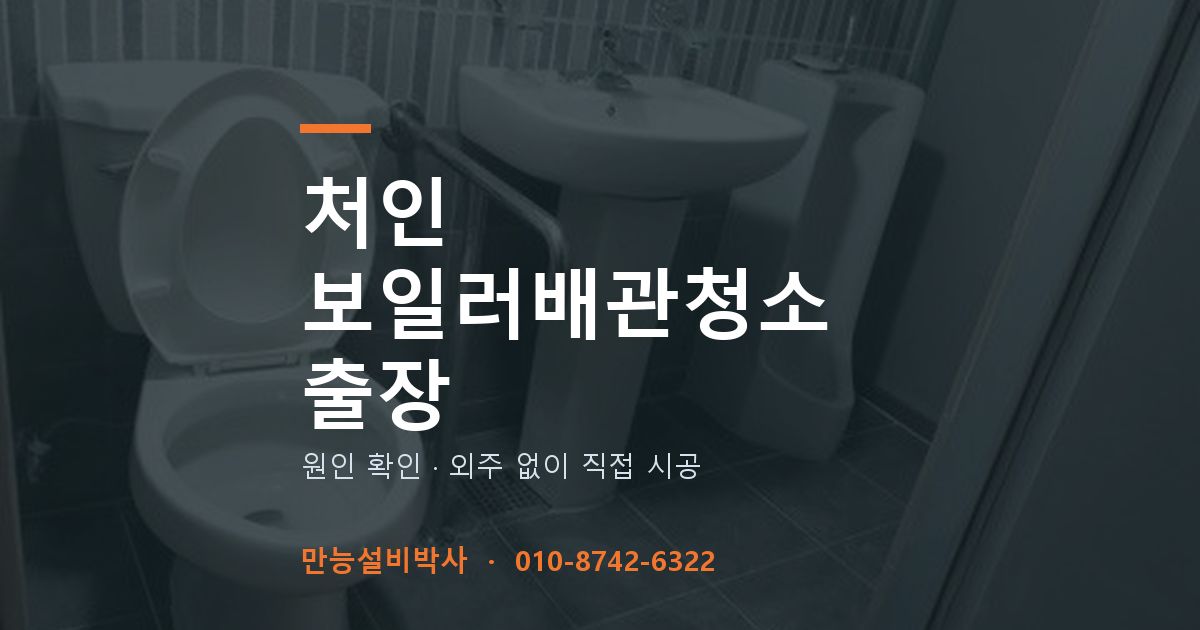 처인
보일러배관청소
출장
원인 확인 · 외주 없이 직접 시공
만능설비박사 · 010-8742-6322